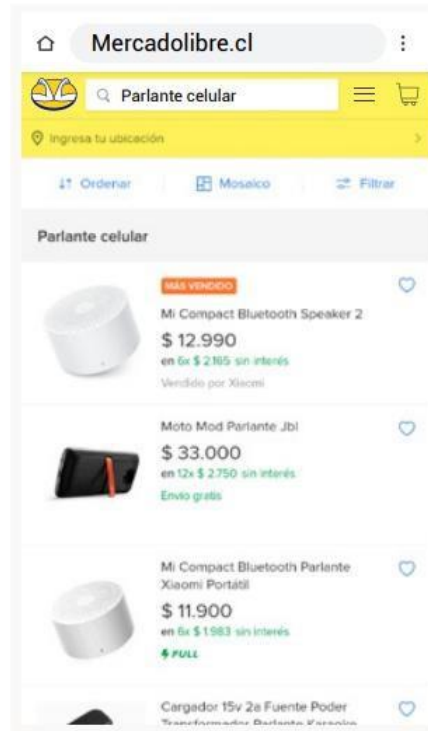 Mercadolibre.cl
Parlante celular
Ingresa tu ubicación
Ordenar
Mosaico
Filtrar
Parlante celular
MÁS VENDIDO
Mi Compact Bluetooth Speaker 2
$ 12.990
en 6x $ 2.165 sin interés
Vendido por Xiaomi
Moto Mod Parlante Jbl
$ 33.000
en 12x $ 2.750 sin interés
Envío gratis
Mi Compact Bluetooth Parlante
Xiaomi Portátil
$ 11.900
en 6x $ 1.983 sin interés
FULL
Cargador 15v 2a Fuente Poder
Transformador Parlante Karaoke